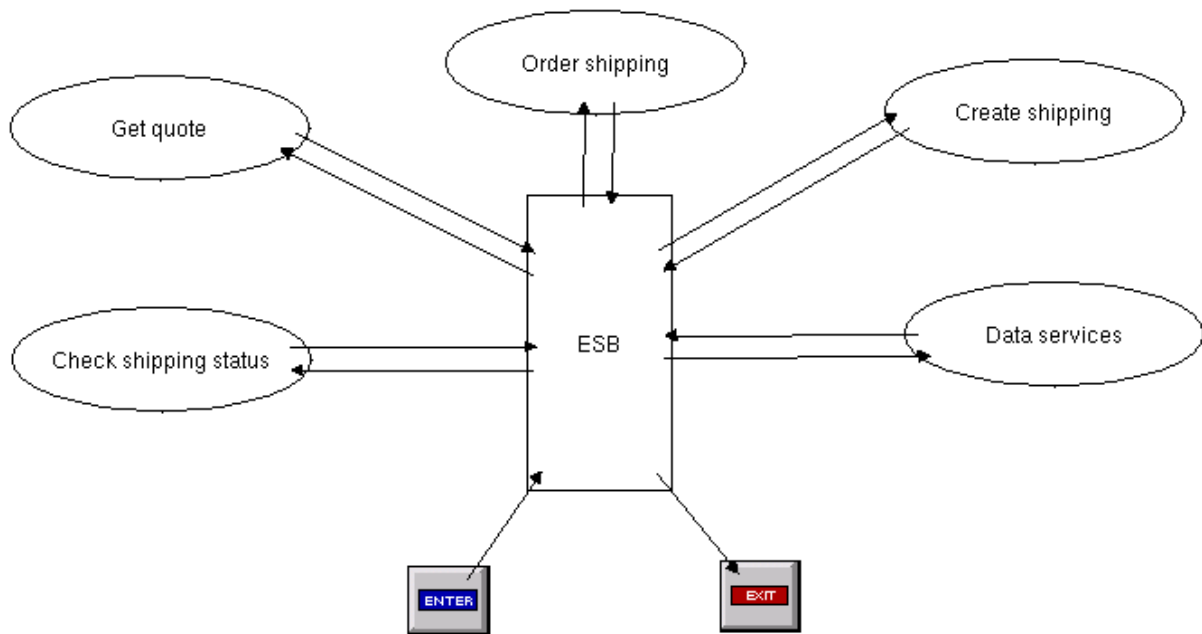 Order shipping
Get quote
Create shipping
Check shipping status
ESB
Data services
ENTER
EXIT